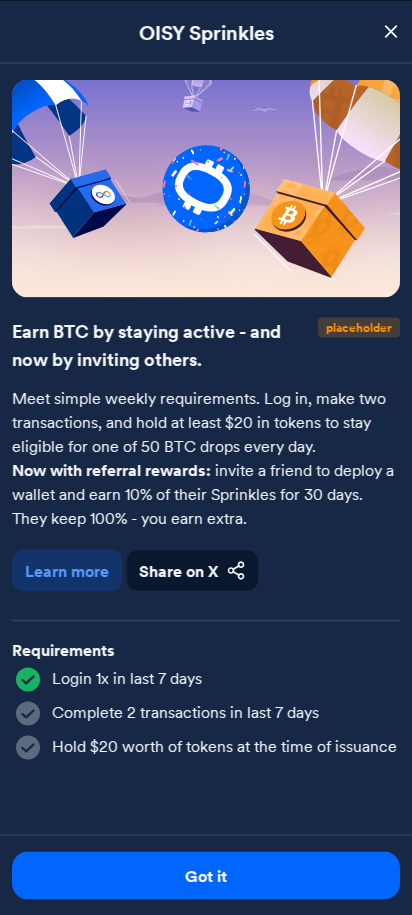 OISY Sprinkles
Earn BTC by staying active - and
now by inviting others.
placeholder
Meet simple weekly requirements. Log in, make two
transactions, and hold at least $20 in tokens to stay
eligible for one of 50 BTC drops every day.
Now with referral rewards: invite a friend to deploy a
wallet and earn 10% of their Sprinkles for 30 days.
They keep 100% - you earn extra.
Learn more
Share on X
Requirements
Login 1x in last 7 days
Complete 2 transactions in last 7 days
Hold $20 worth of tokens at the time of issuance
Got it